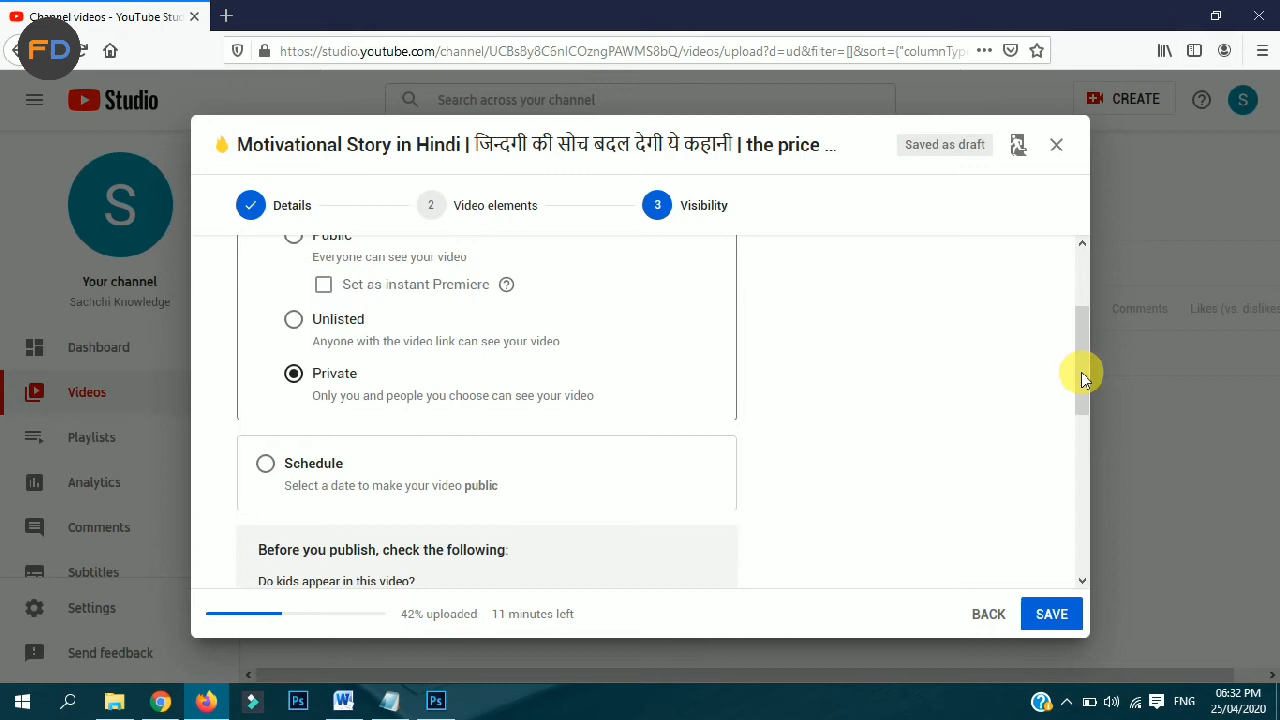 Channel videos - YouTube Stud
FD
https://studio.youtube.com/channel/UCBs8y8C6nICOzngPAWMS8bQ/videos/upload?d=ud&filter=[]&sort={"columnType
Studio
Search across your channel
CREATE
?
S
Motivational Story in Hindi | जिन्दगी की सोच बदल देगी ये कहानी | the price ...
Saved as draft
Details
2
Video elements
3
Visibility
S
Your channel
Sachchi Knowledge
Dashboard
Videos
Playlists
Analytics
Comments
Subtitles
Settings
Send feedback
Public
Everyone can see your video
Set as instant Premiere
Unlisted
Anyone with the video link can see your video
Private
Only you and people you choose can see your video
Schedule
Select a date to make your video public
Before you publish, check the following:
Do kids appear in this video?
Comments
Likes (vs. dislikes
42% uploaded
11 minutes left
BACK
SAVE
Ps
W
Ps
ENG
06:32 PM
25/04/2020